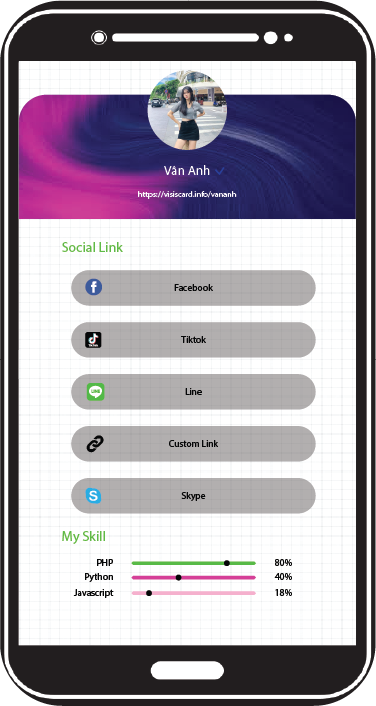 Vân Anh
https://visiscard.info/vananh
Social Link
Facebook
Tiktok
LINE
Line
Custom Link
Skype
My Skill
PHP 80%
Python 40%
Javascript 18%